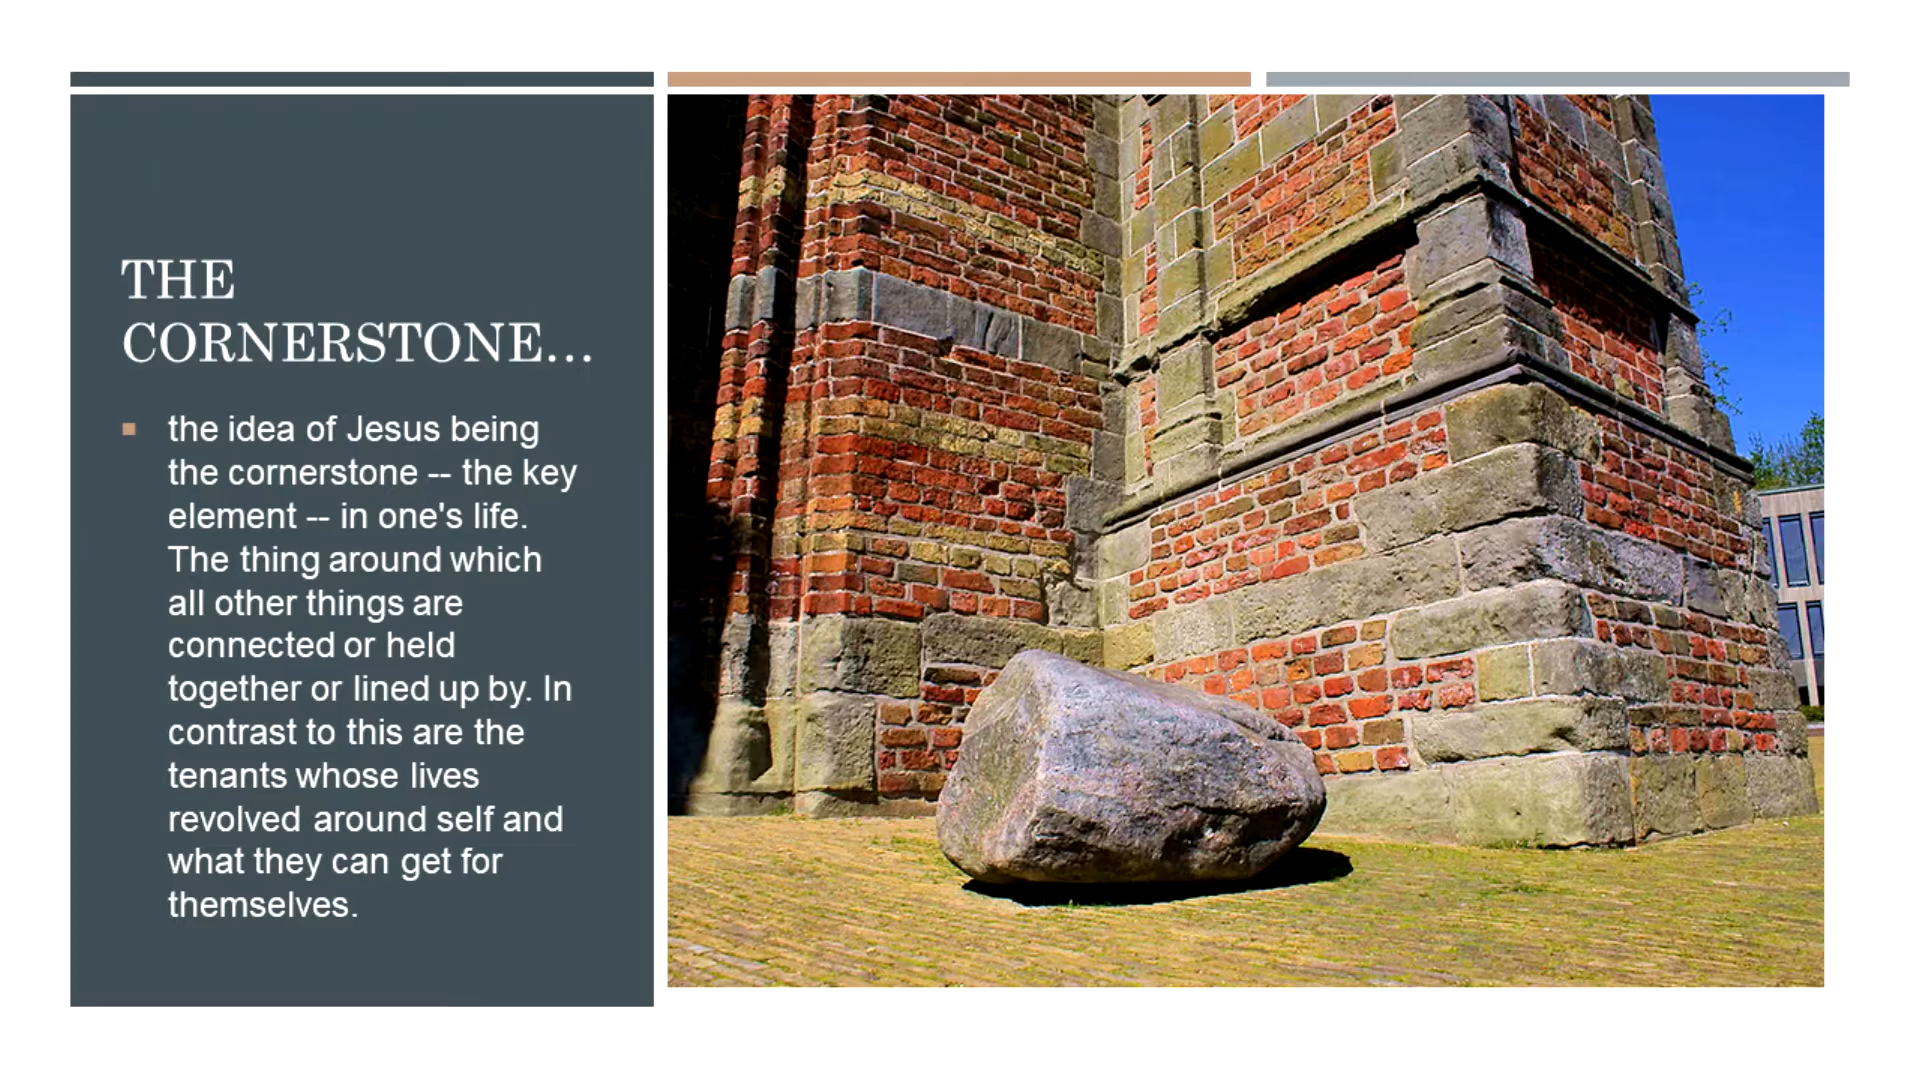 THE
CORNERSTONE...
the idea of Jesus being
the cornerstone -- the key
element -- in one's life.
The thing around which
all other things are
connected or held
together or lined up by. In
contrast to this are the
tenants whose lives
revolved around self and
what they can get for
themselves.